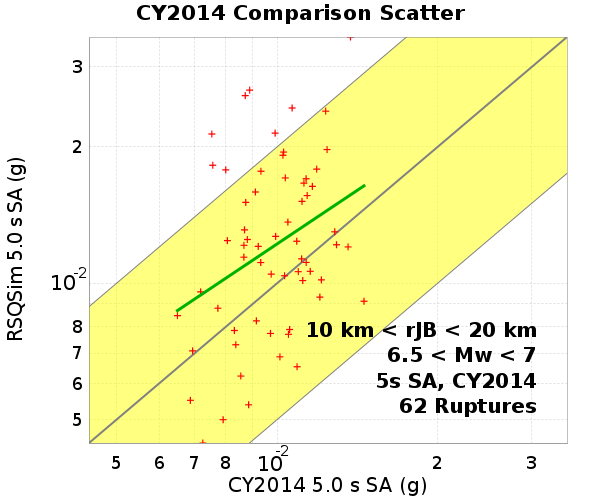 CY2014 Comparison Scatter
RSQSim 5.0 s SA (g)
3
2
10-2
8
7
6
5
10 km < rJB < 20 km
6.5 < Mw < 7
5s SA, CY2014
62 Ruptures
5 6 7 8 10-2 2 3
CY2014 5.0 s SA (g)